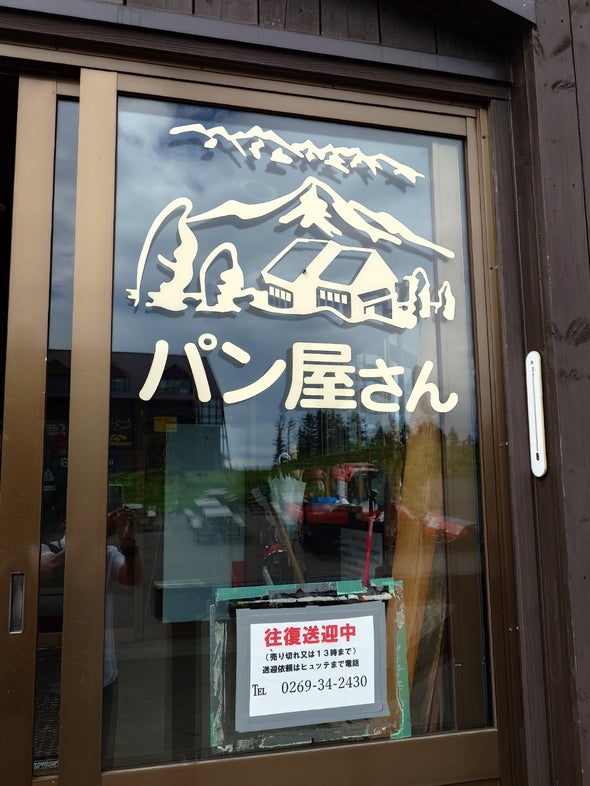 パン屋さん
往復送迎中
(売り切れ又は13時まで)
送迎依頼はヒュッテまで電話
TEL 0269-34-2430